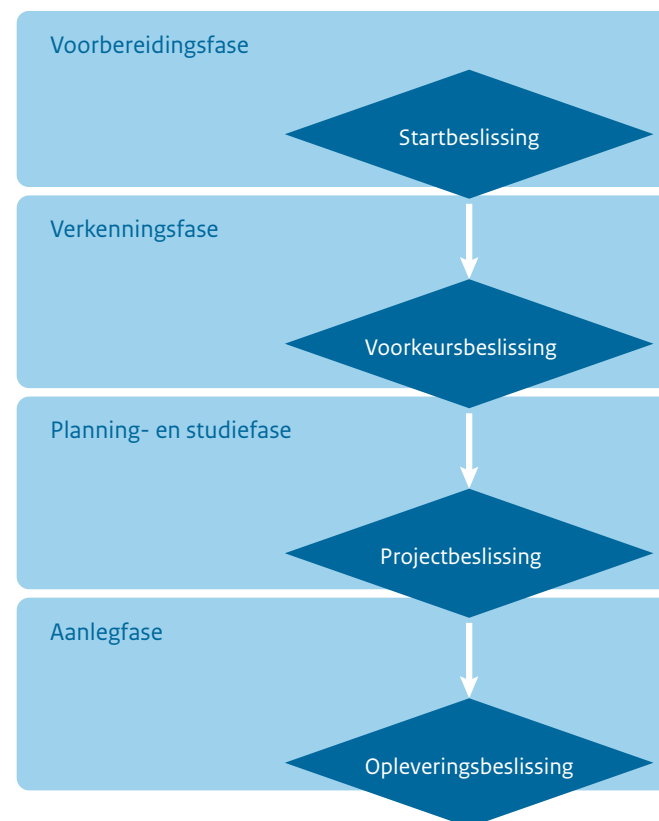 Voorbereidingsfase
Startbeslissing
Verkenningsfase
Voorkeursbeslissing
Planning- en studiefase
Projectbeslissing
Aanlegfase
Opleveringsbeslissing